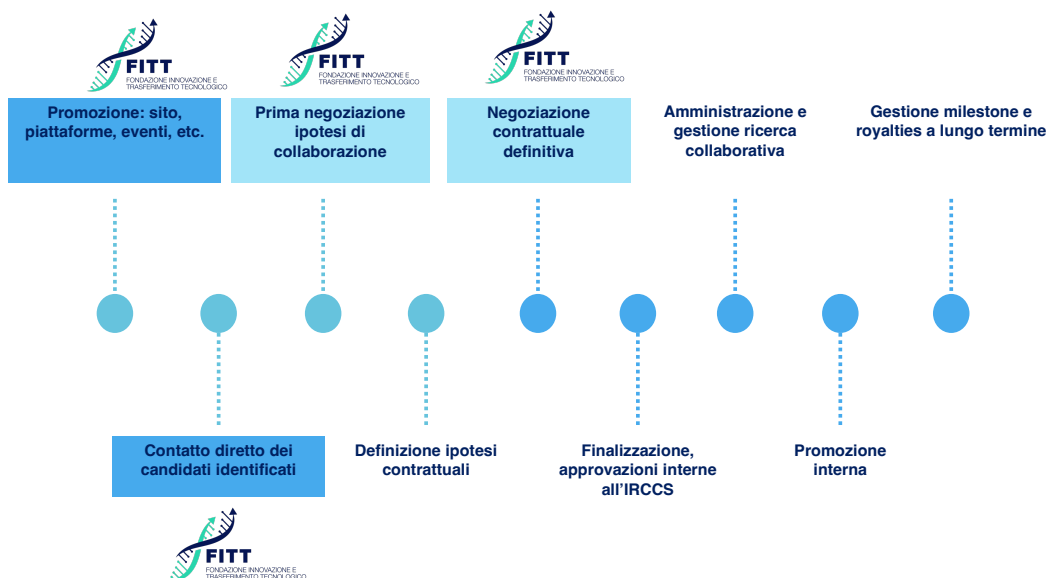 FITT
FONDAZIONE INNOVAZIONE E
TRASFERIMENTO TECNOLOGICO
FITT
FONDAZIONE INNOVAZIONE E
TRASFERIMENTO TECNOLOGICO
FITT
FONDAZIONE INNOVAZIONE E
TRASFERIMENTO TECNOLOGICO
Promozione: sito,
piattaforme, eventi, etc.
Prima negoziazione
ipotesi di
collaborazione
Negoziazione
contrattuale
definitiva
Amministrazione e
gestione ricerca
collaborativa
Gestione milestone e
royalties a lungo termine
Contatto diretto dei
candidati identificati
Definizione ipotesi
contrattuali
Finalizzazione,
approvazioni interne
all'IRCCS
Promozione
interna
FITT
FONDAZIONE INNOVAZIONE E
TRASFERIMENTO TECNOLOGICO